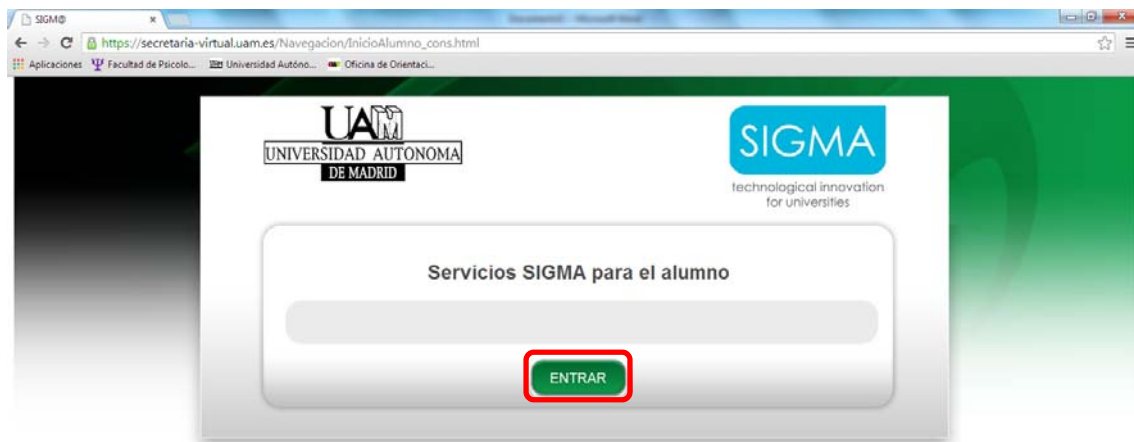 SIGM@
https://secretaria-virtual.uam.es/Navegacion/InicioAlumno_cons.html
Aplicaciones Facultad de Psicolo... Universidad Autóno... Oficina de Orientaci...
UAM
UNIVERSIDAD AUTONOMA
DE MADRID
SIGMA
technological innovation
for universities
Servicios SIGMA para el alumno
ENTRAR